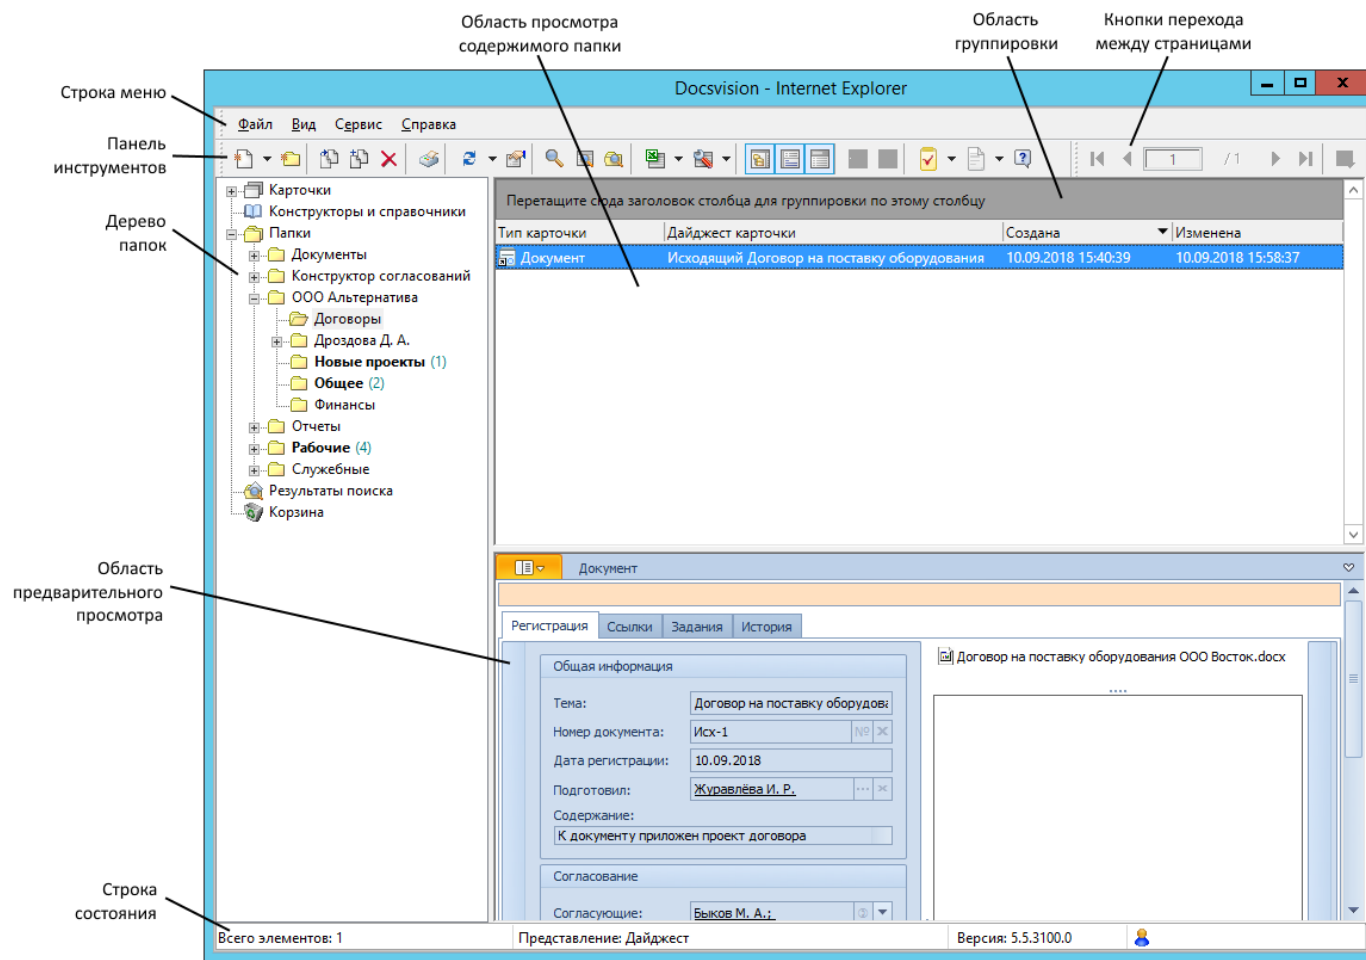 Область просмотра
содержимого папки
Область
группировки
Кнопки перехода
между страницами
Строка меню
Панель
инструментов
Дерево
папок
Область
предварительного
просмотра
Строка
состояния
Docsvision - Internet Explorer
Файл Вид Сервис Справка
1 / 1
Карточки
Конструкторы и справочники
Папки
Документы
Конструктор согласований
ООО Альтернатива
Договоры
Дроздова Д. А.
Новые проекты (1)
Общее (2)
Финансы
Отчеты
Рабочие (4)
Служебные
Результаты поиска
Корзина
Перетащите сюда заголовок столбца для группировки по этому столбцу
Тип карточки Дайджест карточки Создана Изменена
Документ Исходящий Договор на поставку оборудования 10.09.2018 15:40:39 10.09.2018 15:58:37
Документ
Регистрация Ссылки Задания История
Общая информация
Тема: Договор на поставку оборудова
Номер документа: Исх-1 №
Дата регистрации: 10.09.2018
Подготовил: Журавлёва И. Р.
Содержание:
К документу приложен проект договора
Согласование
Согласующие: Быков М. А.;
Договор на поставку оборудования ООО Восток.docx
Всего элементов: 1 Представление: Дайджест Версия: 5.5.3100.0